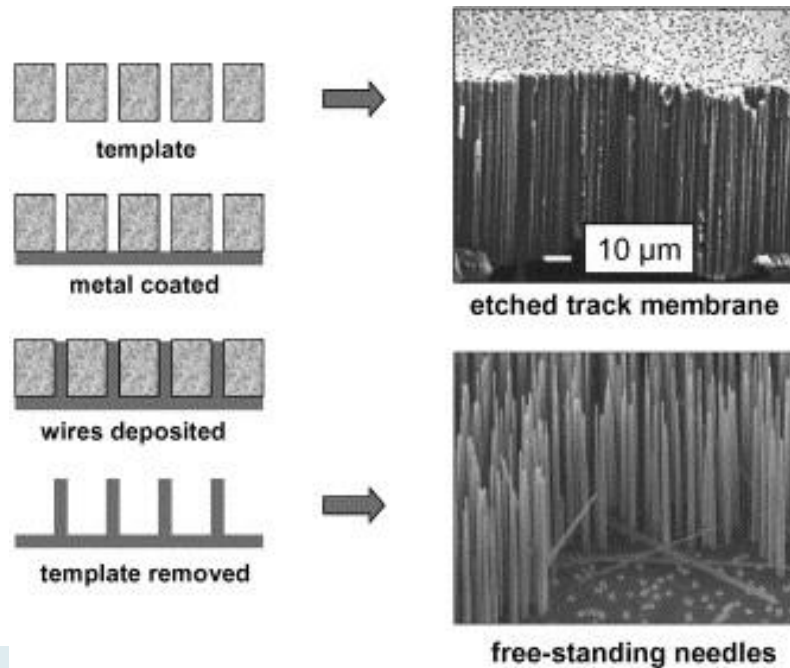 template
metal coated
wires deposited
template removed
10 µm
etched track membrane
free-standing needles